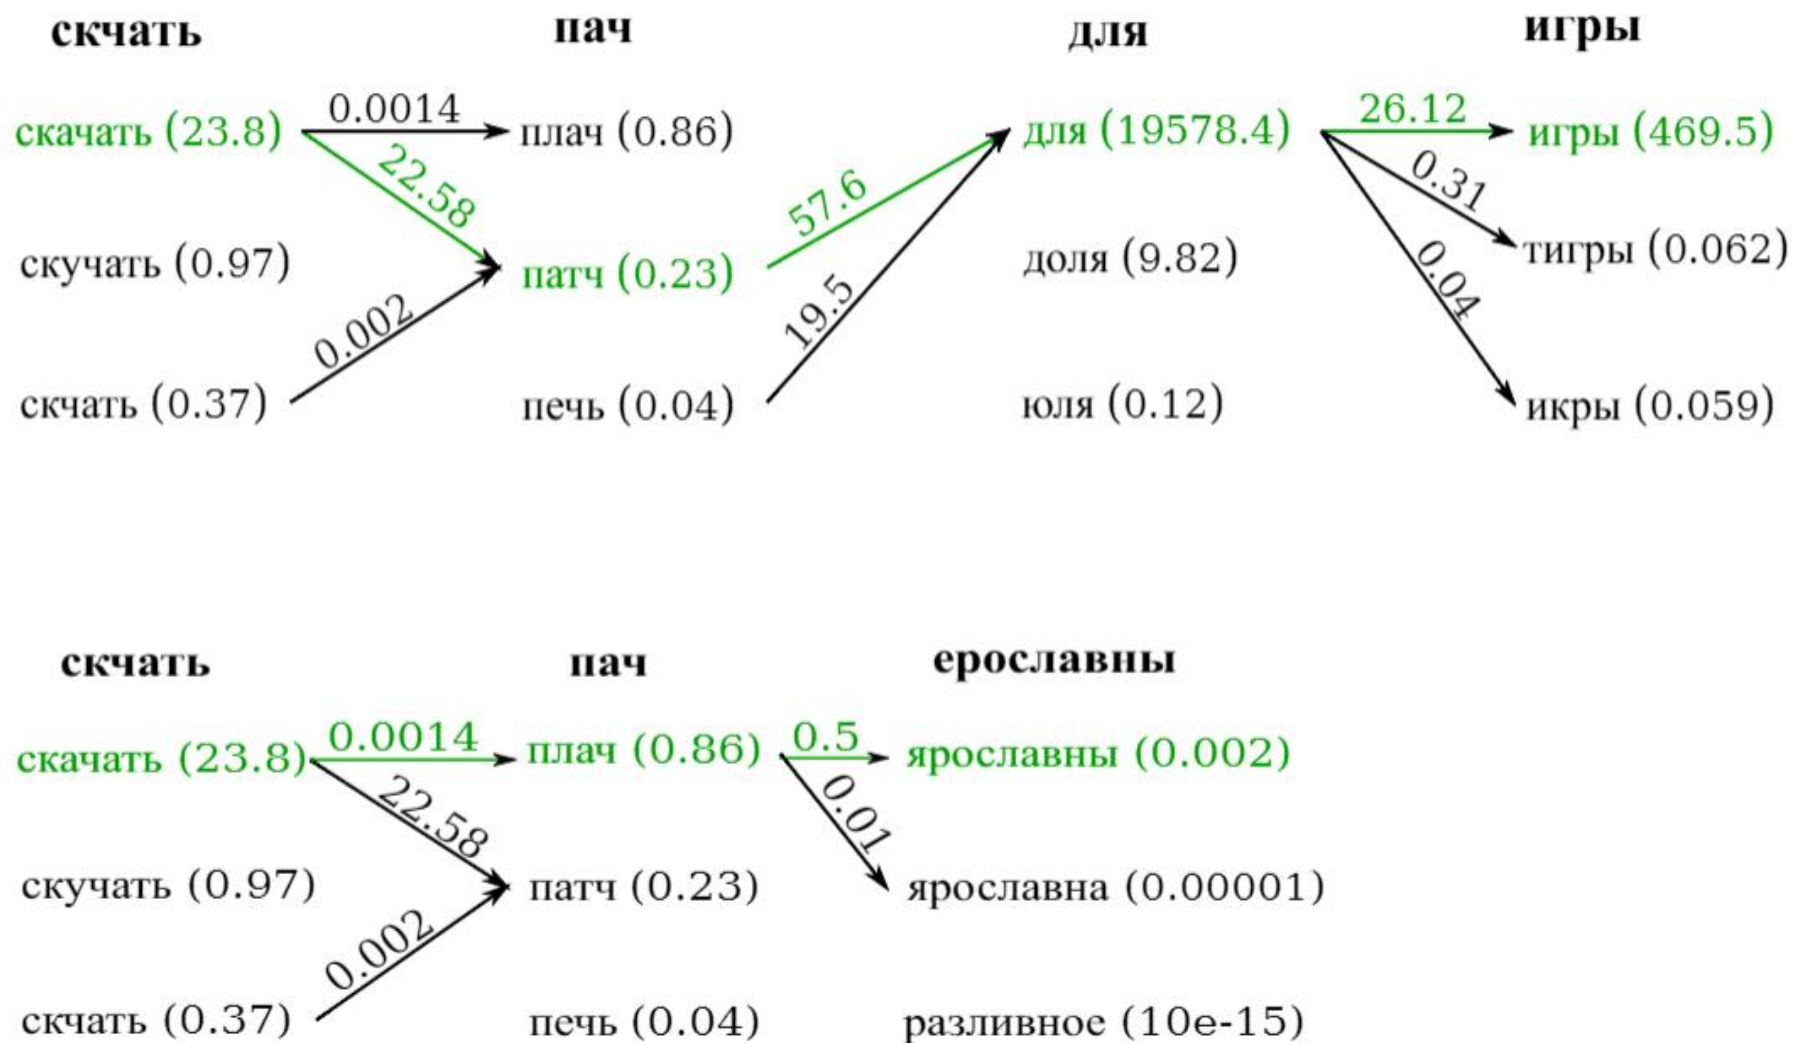 скчать пач для игры
скачать (23.8) 0.0014 плач (0.86) для (19578.4) 26.12 игры (469.5)
22.58 57.6 0.31
скучать (0.97) патч (0.23) доля (9.82) тигры (0.062)
0.002 19.5 0.04
скчать (0.37) печь (0.04) юля (0.12) икры (0.059)
скчать пач ерославны
скачать (23.8) 0.0014 плач (0.86) 0.5 ярославны (0.002)
22.58 0.01
скучать (0.97) патч (0.23) ярославна (0.00001)
0.002
скчать (0.37) печь (0.04) разливное (10e-15)